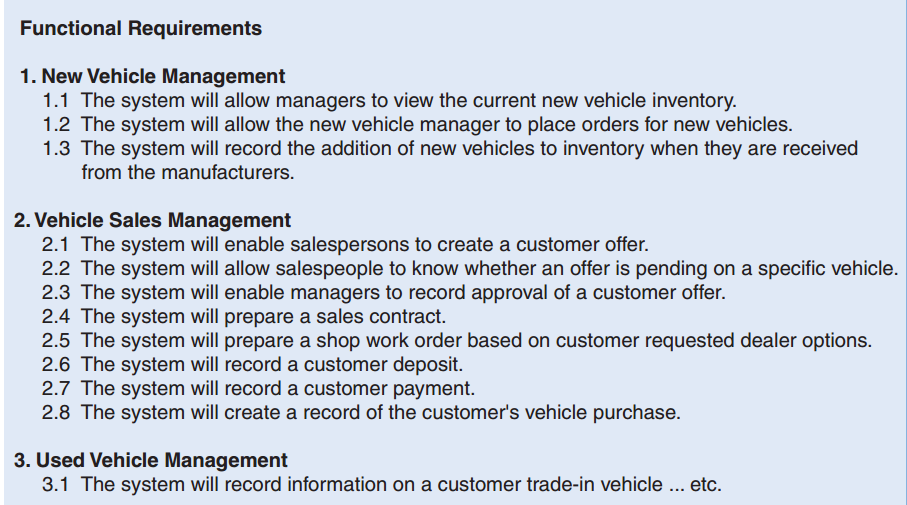 Functional Requirements
1. New Vehicle Management
1.1 The system will allow managers to view the current new vehicle inventory.
1.2 The system will allow the new vehicle manager to place orders for new vehicles.
1.3 The system will record the addition of new vehicles to inventory when they are received
from the manufacturers.
2. Vehicle Sales Management
2.1 The system will enable salespersons to create a customer offer.
2.2 The system will allow salespeople to know whether an offer is pending on a specific vehicle.
2.3 The system will enable managers to record approval of a customer offer.
2.4 The system will prepare a sales contract.
2.5 The system will prepare a shop work order based on customer requested dealer options.
2.6 The system will record a customer deposit.
2.7 The system will record a customer payment.
2.8 The system will create a record of the customer's vehicle purchase.
3. Used Vehicle Management
3.1 The system will record information on a customer trade-in vehicle ... etc.